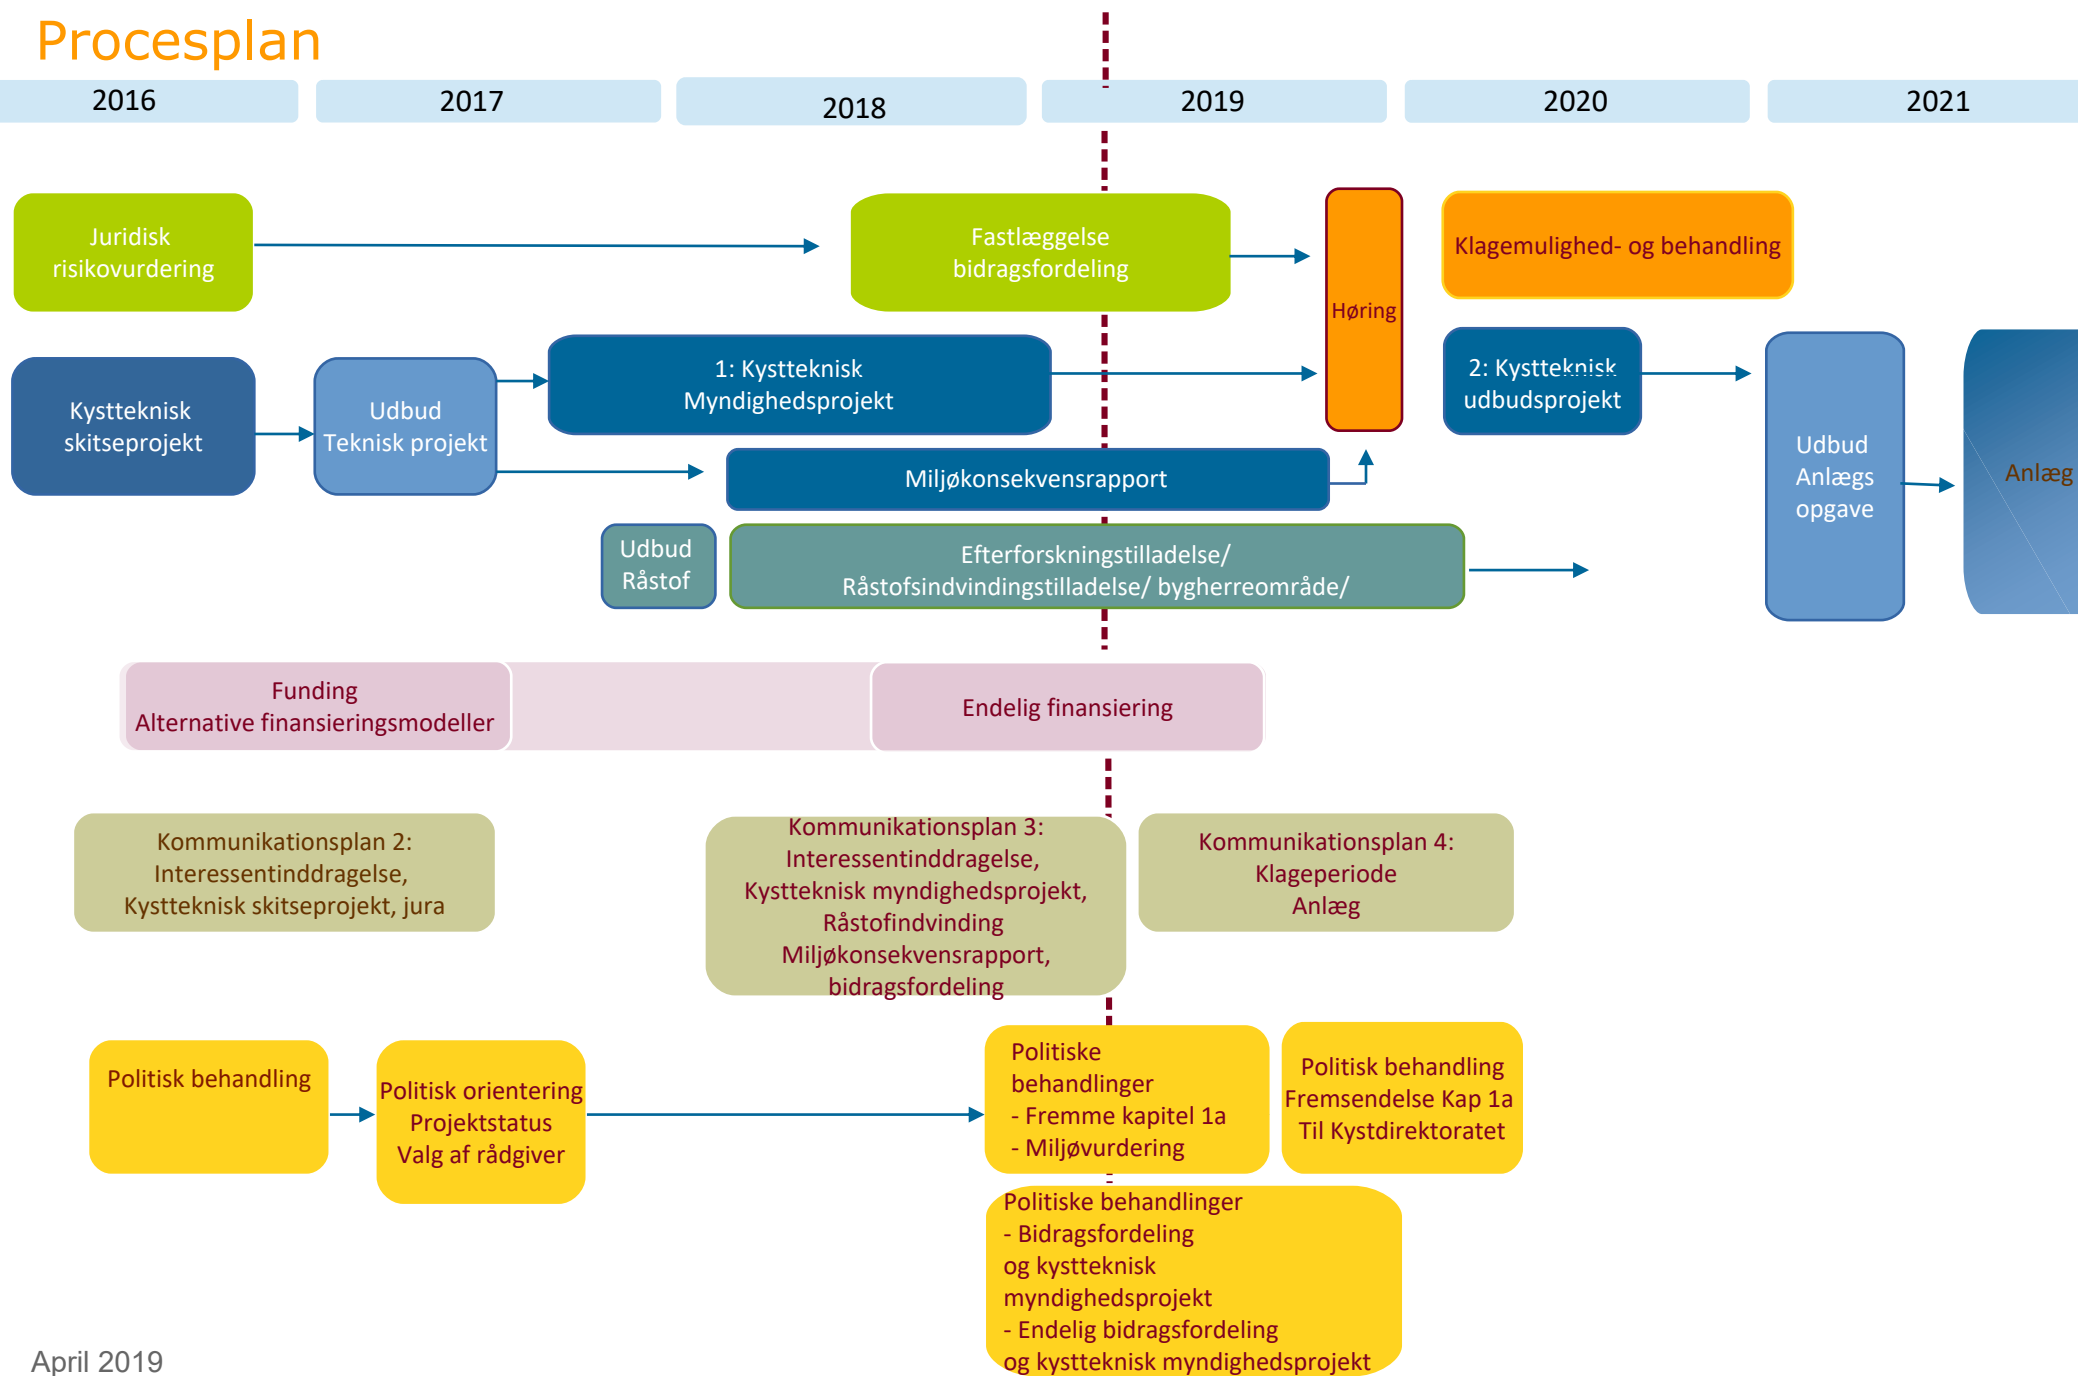 Procesplan
2016
2017
2018
2019
2020
2021
Juridisk
risikovurdering
Fastlæggelse
bidragsfordeling
Høring
Klagemulighed- og behandling
Kystteknisk
skitseprojekt
Udbud
Teknisk projekt
1: Kystteknisk
Myndighedsprojekt
2: Kystteknisk
udbudsprojekt
Udbud
Anlægs
opgave
Anlæg
Miljøkonsekvensrapport
Udbud
Råstof
Efterforskningstilladelse/
Råstofsindvindingstilladelse/ bygherreområde/
Funding
Alternative finansieringsmodeller
Endelig finansiering
Kommunikationsplan 2:
Interessentinddragelse,
Kystteknisk skitseprojekt, jura
Kommunikationsplan 3:
Interessentinddragelse,
Kystteknisk myndighedsprojekt,
Råstofindvinding
Miljøkonsekvensrapport,
bidragsfordeling
Kommunikationsplan 4:
Klageperiode
Anlæg
Politisk behandling
Politisk orientering
Projektstatus
Valg af rådgiver
Politiske
behandlinger
- Fremme kapitel 1a
- Miljøvurdering
Politisk behandling
Fremsendelse Kap 1a
Til Kystdirektoratet
Politiske behandlinger
- Bidragsfordeling
og kystteknisk
myndighedsprojekt
- Endelig bidragsfordeling
og kystteknisk myndighedsprojekt
April 2019